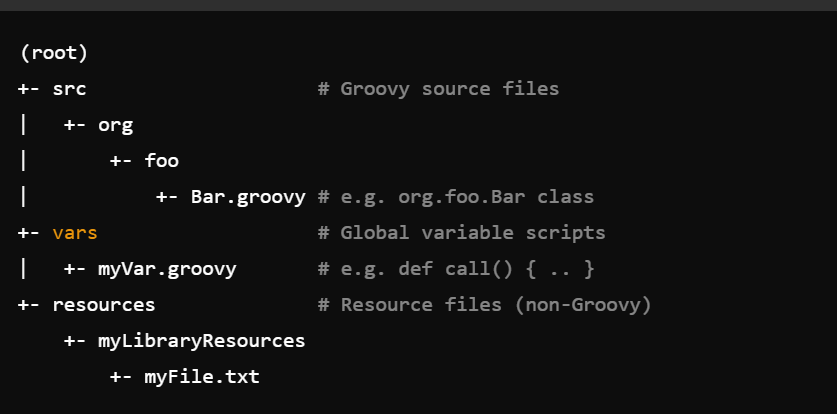 (root)
+- src                    # Groovy source files
|   +- org
|       +- foo
|           +- Bar.groovy # e.g. org.foo.Bar class
+- vars                   # Global variable scripts
|   +- myVar.groovy       # e.g. def call() { .. }
+- resources              # Resource files (non-Groovy)
    +- myLibraryResources
        +- myFile.txt